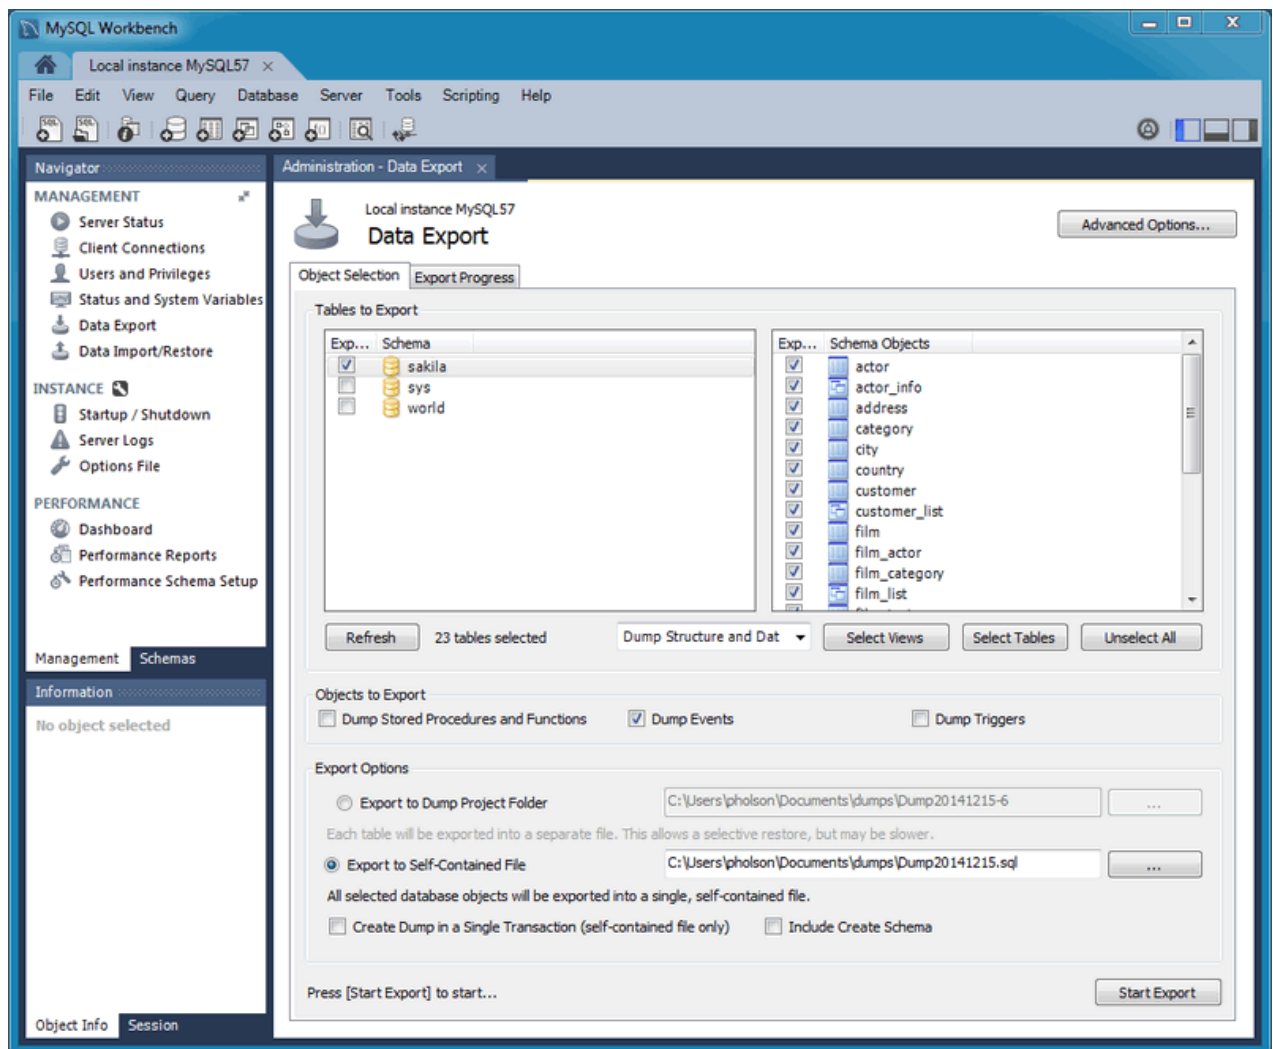 MySQL Workbench
Local instance MySQL57
File Edit View Query Database Server Tools Scripting Help
Navigator
MANAGEMENT
Server Status
Client Connections
Users and Privileges
Status and System Variables
Data Export
Data Import/Restore
INSTANCE
Startup / Shutdown
Server Logs
Options File
PERFORMANCE
Dashboard
Performance Reports
Performance Schema Setup
Management Schemas
Information
No object selected
Object Info Session
Administration - Data Export
Local instance MySQL57
Data Export
Advanced Options...
Object Selection Export Progress
Tables to Export
Exp... Schema
sakila
sys
world
Exp... Schema Objects
actor
actor_info
address
category
city
country
customer
customer_list
film
film_actor
film_category
film_list
Refresh 23 tables selected Dump Structure and Dat Select Views Select Tables Unselect All
Objects to Export
Dump Stored Procedures and Functions Dump Events Dump Triggers
Export Options
Export to Dump Project Folder C:\Users\pholson\Documents\dumps\Dump20141215-6 ...
Each table will be exported into a separate file. This allows a selective restore, but may be slower.
Export to Self-Contained File C:\Users\pholson\Documents\dumps\Dump20141215.sql ...
All selected database objects will be exported into a single, self-contained file.
Create Dump in a Single Transaction (self-contained file only) Include Create Schema
Press [Start Export] to start... Start Export